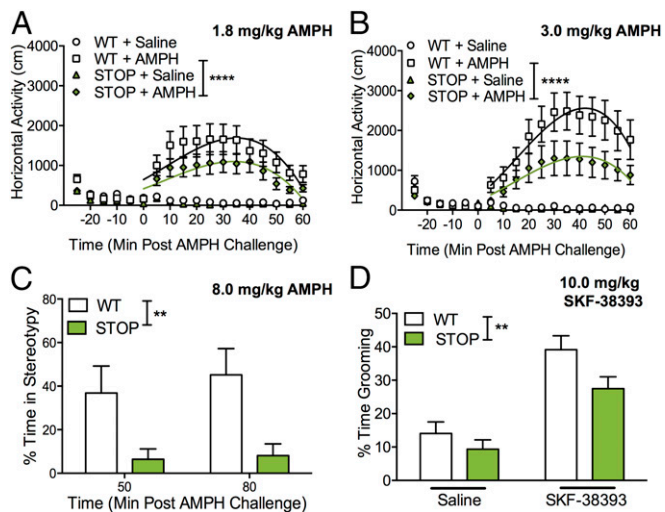 A
1.8 mg/kg AMPH
WT + Saline
WT + AMPH
STOP + Saline
STOP + AMPH
****
Horizontal Activity (cm)
4000
3000
2000
1000
0
-20 -10 0 10 20 30 40 50 60
Time (Min Post AMPH Challenge)
B
3.0 mg/kg AMPH
WT + Saline
WT + AMPH
STOP + Saline
STOP + AMPH
****
Horizontal Activity (cm)
4000
3000
2000
1000
0
-20 -10 0 10 20 30 40 50 60
Time (Min Post AMPH Challenge)
C
8.0 mg/kg AMPH
WT
STOP
**
% Time in Stereotypy
80
60
40
20
0
50 80
Time (Min Post AMPH Challenge)
D
10.0 mg/kg
SKF-38393
WT
STOP
**
% Time Grooming
50
40
30
20
10
0
Saline SKF-38393